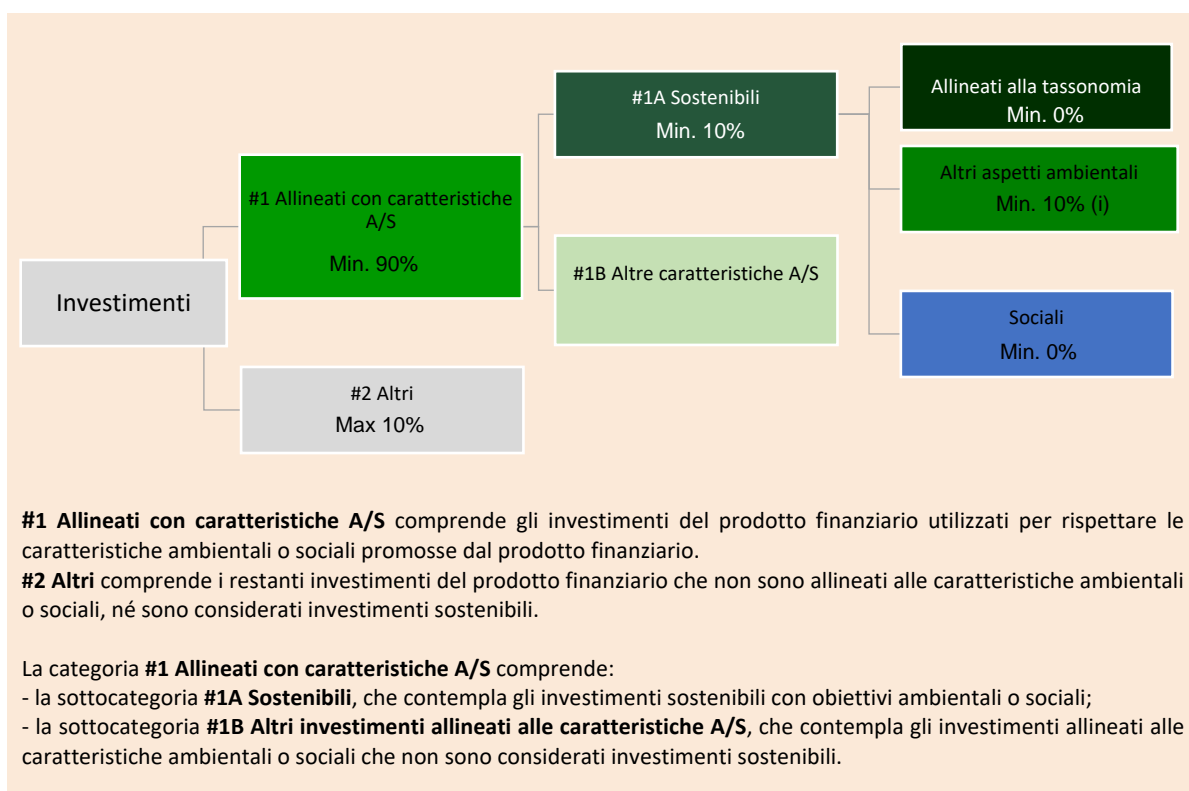 Investimenti
#1 Allineati con caratteristiche
A/S
Min. 90%
#2 Altri
Max 10%
#1A Sostenibili
Min. 10%
#1B Altre caratteristiche A/S
Allineati alla tassonomia
Min. 0%
Altri aspetti ambientali
Min. 10% (i)
Sociali
Min. 0%
#1 Allineati con caratteristiche A/S comprende gli investimenti del prodotto finanziario utilizzati per rispettare le
caratteristiche ambientali o sociali promosse dal prodotto finanziario.
#2 Altri comprende i restanti investimenti del prodotto finanziario che non sono allineati alle caratteristiche ambientali
o sociali, né sono considerati investimenti sostenibili.
La categoria #1 Allineati con caratteristiche A/S comprende:
- la sottocategoria #1A Sostenibili, che contempla gli investimenti sostenibili con obiettivi ambientali o sociali;
- la sottocategoria #1B Altri investimenti allineati alle caratteristiche A/S, che contempla gli investimenti allineati alle
caratteristiche ambientali o sociali che non sono considerati investimenti sostenibili.